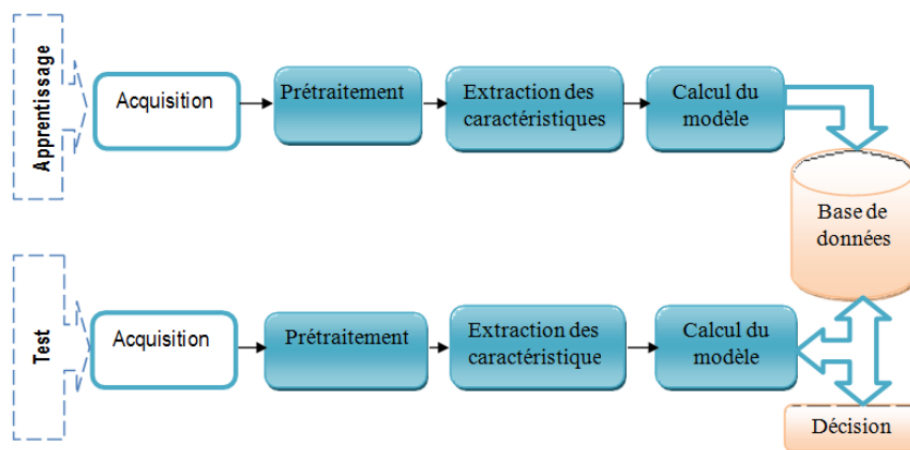 Apprentissage
Acquisition
Prétraitement
Extraction des
caractéristiques
Calcul du
modèle
Base de
données
Test
Acquisition
Prétraitement
Extraction des
caractéristique
Calcul du
modèle
Décision